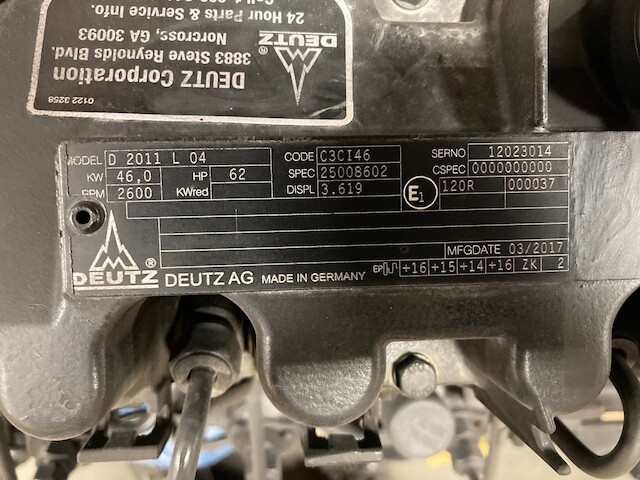 DEUTZ Corporation
3883 Steve Reynolds Blvd.
Norcross, GA 30093
24 Hour Parts & Service Info.
DEUTZ ®
0122 3258
MODEL D 2011 L 04 CODE C3CI46 SERNO 12023014
KW 46,0 HP 62 SPEC 25008602 CSPEC 0000000000
RPM 2600 KWred DISPL 3.619 E1 120R 000037
MFGDATE 03/2017
DEUTZ ® DEUTZ AG MADE IN GERMANY EP +16 +15 +14 +16 ZK 2